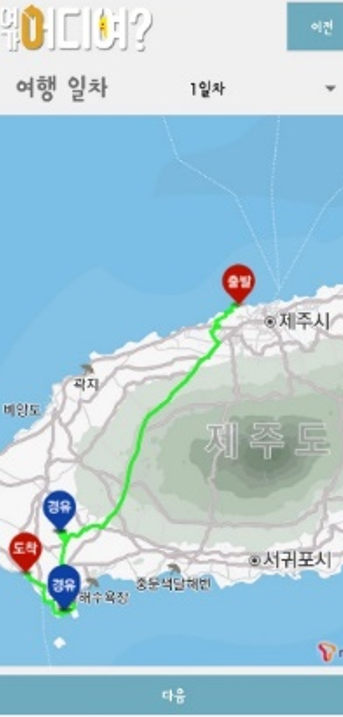 어디여?
이전
여행 일차
1일차
출발
제주시
곽지
비양도
제주도
경유
도착
경유
서귀포시
중문색달해변
해수욕장
다음